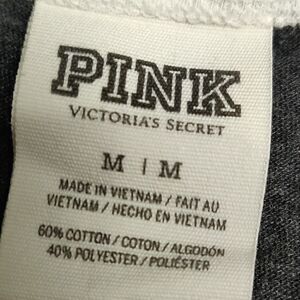 PINK
VICTORIA'S SECRET
M | M
MADE IN VIETNAM / FAIT AU
VIETNAM / HECHO EN VIETNAM
60% COTTON / COTON / ALGODÓN
40% POLYESTER / POLIÉSTER